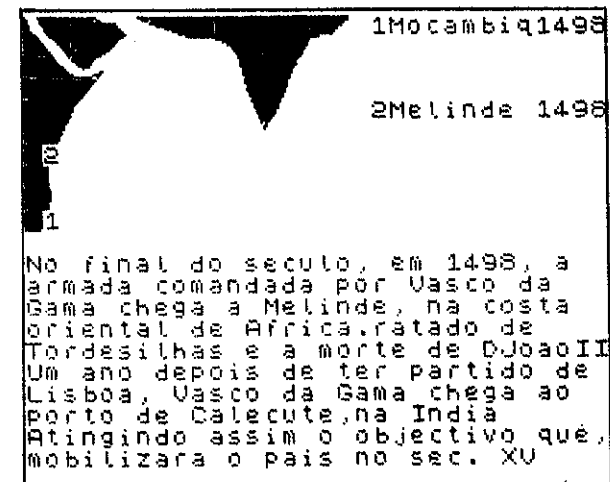 1Mocambiq1498
2Melinde 1498
2
1
No final do seculo, em 1498, a
armada comandada por Vasco da
Gama chega a Melinde, na costa
oriental de Africa.ratado de
Tordesilhas e a morte de DJoaoII
Um ano depois de ter partido de
Lisboa, Vasco da Gama chega ao
porto de Calecute,na India
Atingindo assim o objectivo que,
mobilizara o pais no sec. XV